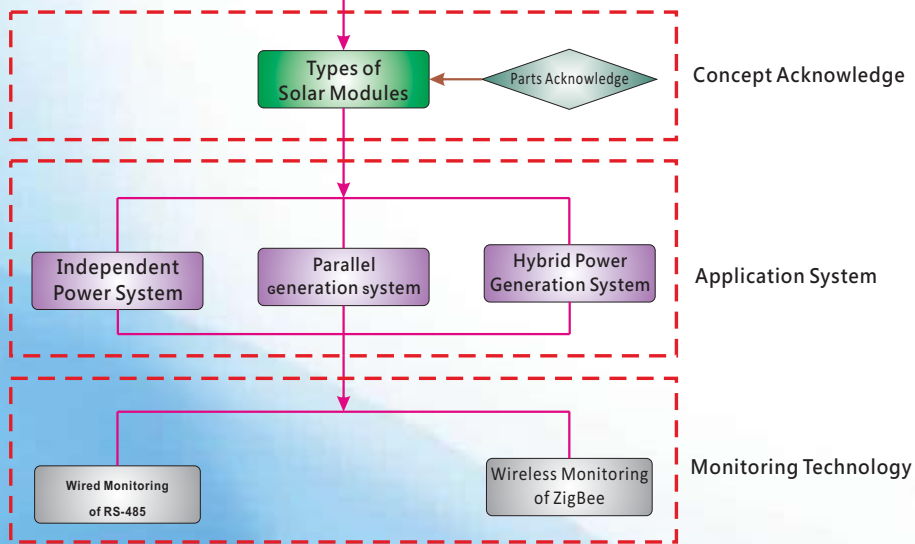 Types of
Solar Modules
Parts Acknowledge
Concept Acknowledge
Independent
Power System
Parallel
Generation system
Hybrid Power
Generation System
Application System
Wired Monitoring
of RS-485
Wireless Monitoring
of ZigBee
Monitoring Technology